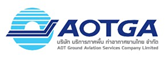 AOTGA
บริษัท บริการภาคพื้น ท่าอากาศยานไทย จำกัด
AOT Ground Aviation Services Company Limited